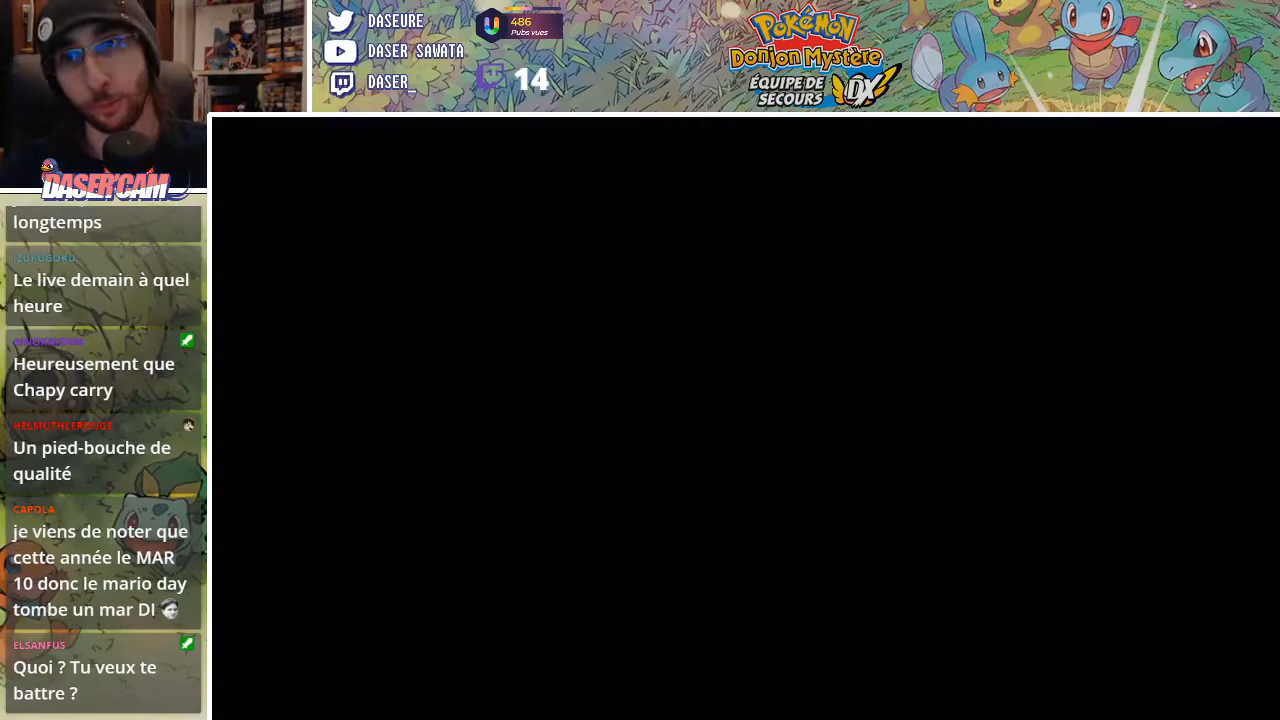 DASEURE
DASER SAWATA
DASER_
486
Pubs vues
14
Pokémon
Donjon Mystère
ÉQUIPE DE
SECOURS DX
DASER'CAM
longtemps
Le live demain à quel
heure
Heureusement que
Chapy carry
HELMUTHLEROUGE
Un pied-bouche de
qualité
CAPOLA
je viens de noter que
cette année le MAR
10 donc le mario day
tombe un mar DI
ELSANFUS
Quoi ? Tu veux te
battre ?